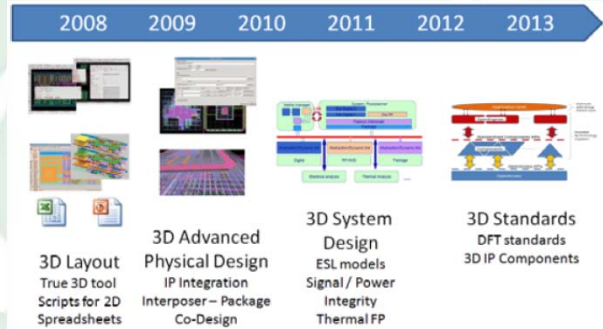 2008 2009 2010 2011 2012 2013
3D Layout
True 3D tool
Scripts for 2D
Spreadsheets
3D Advanced
Physical Design
IP Integration
Interposer – Package
Co-Design
3D System
Design
ESL models
Signal / Power
Integrity
Thermal FP
3D Standards
DFT standards
3D IP Components